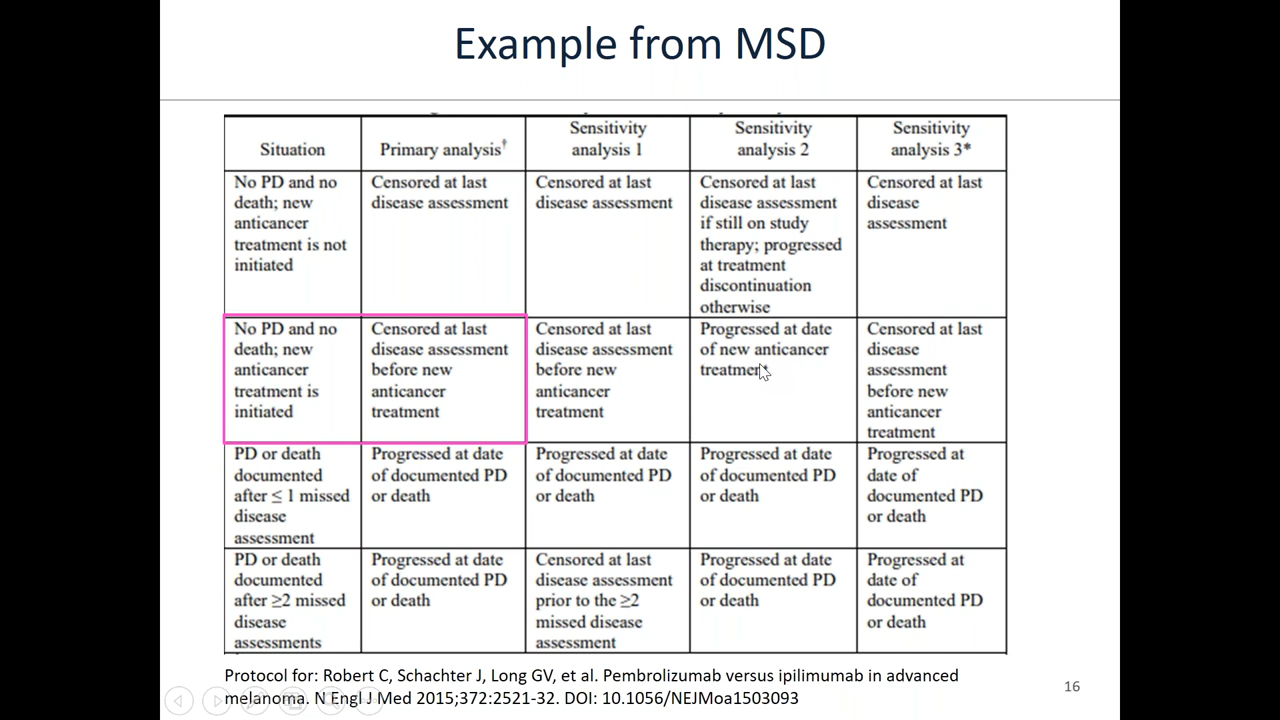 Example from MSD
Situation
Primary analysis†
Sensitivity
analysis 1
Sensitivity
analysis 2
Sensitivity
analysis 3*
No PD and no
death; new
anticancer
treatment is not
initiated
Censored at last
disease assessment
Censored at last
disease assessment
Censored at last
disease assessment
if still on study
therapy; progressed
at treatment
discontinuation
otherwise
Censored at last
disease
assessment
No PD and no
death; new
anticancer
treatment is
initiated
Censored at last
disease assessment
before new
anticancer
treatment
Censored at last
disease assessment
before new
anticancer
treatment
Progressed at date
of new anticancer
treatment
Censored at last
disease
assessment
before new
anticancer
treatment
PD or death
documented
after ≤ 1 missed
disease
assessment
Progressed at date
of documented PD
or death
Progressed at date
of documented PD
or death
Progressed at date
of documented PD
or death
Progressed at
date of
documented PD
or death
PD or death
documented
after ≥2 missed
disease
assessments
Progressed at date
of documented PD
or death
Censored at last
disease assessment
prior to the ≥2
missed disease
assessment
Progressed at date
of documented PD
or death
Progressed at
date of
documented PD
or death
Protocol for: Robert C, Schachter J, Long GV, et al. Pembrolizumab versus ipilimumab in advanced
melanoma. N Engl J Med 2015;372:2521-32. DOI: 10.1056/NEJMoa1503093
16